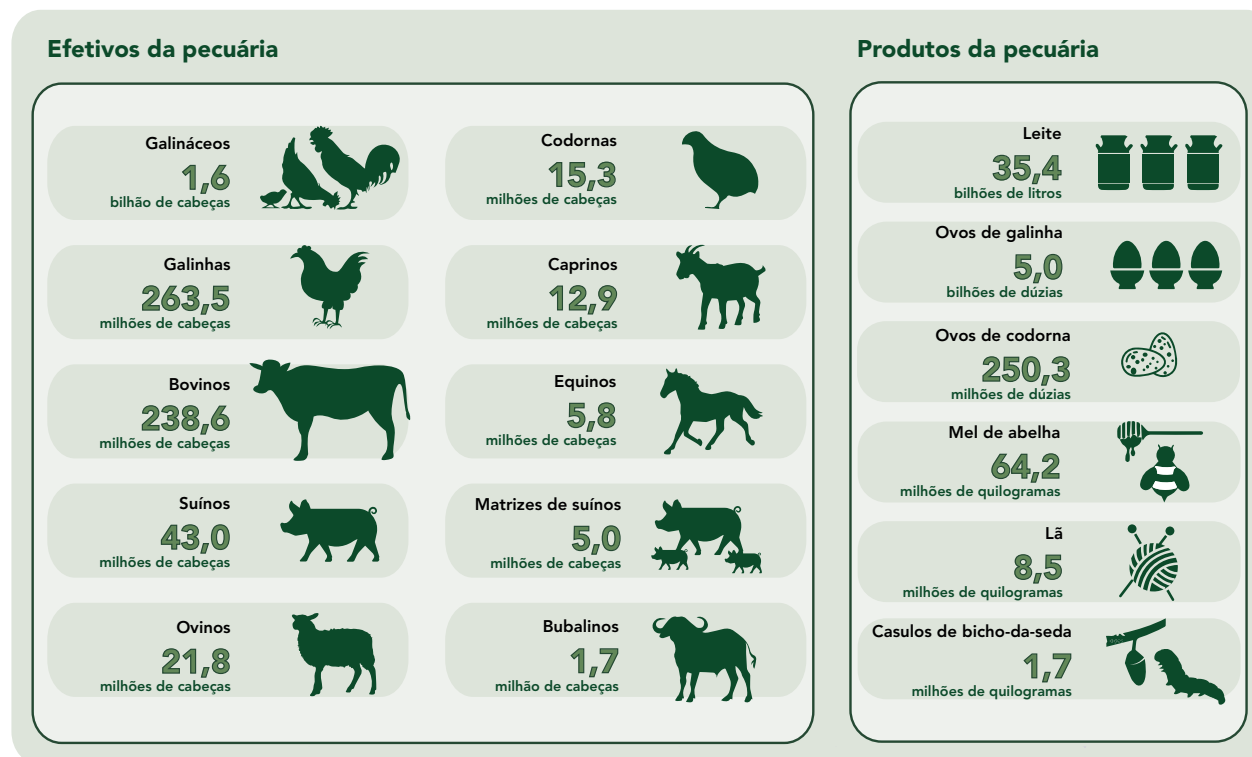 Efetivos da pecuária
Galináceos
1,6
bilhão de cabeças
Galinhas
263,5
milhões de cabeças
Bovinos
238,6
milhões de cabeças
Suínos
43,0
milhões de cabeças
Ovinos
21,8
milhões de cabeças
Codornas
15,3
milhões de cabeças
Caprinos
12,9
milhões de cabeças
Equinos
5,8
milhões de cabeças
Matrizes de suínos
5,0
milhões de cabeças
Bubalinos
1,7
milhão de cabeças
Produtos da pecuária
Leite
35,4
bilhões de litros
Ovos de galinha
5,0
bilhões de dúzias
Ovos de codorna
250,3
milhões de dúzias
Mel de abelha
64,2
milhões de quilogramas
Lã
8,5
milhões de quilogramas
Casulos de bicho-da-seda
1,7
milhões de quilogramas